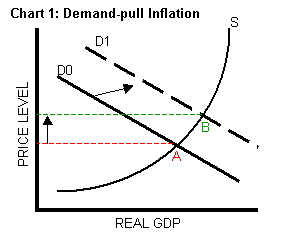 Chart 1: Demand-pull Inflation
S
D1
D0
B
A
PRICE LEVEL
REAL GDP